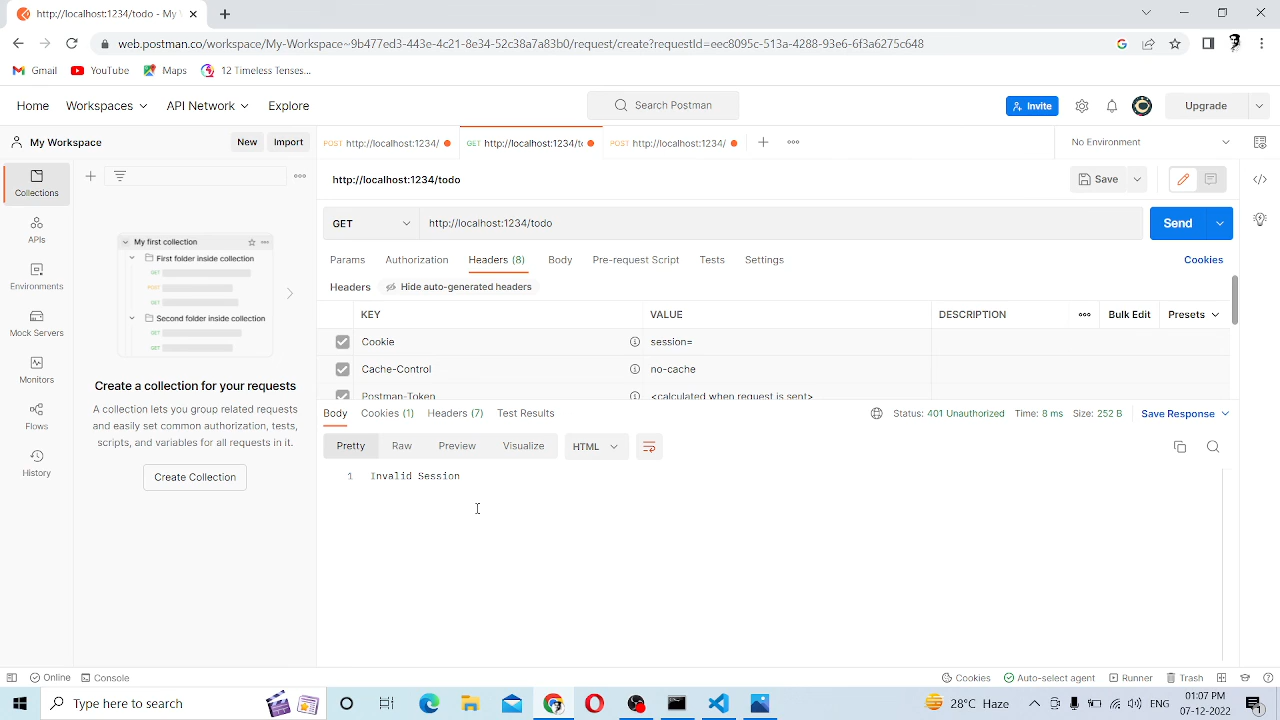 http://localhost:1234/todo - My
web.postman.co/workspace/My-Workspace~9b477ed3-443e-4c21-8e34-52c38a7a83b0/request/create?requestId=eec8095c-513a-4288-93e6-6f3a6275c648
Gmail YouTube Maps 12 Timeless Tenses...
Home Workspaces API Network Explore Search Postman Invite Upgrade
My Workspace New Import POST http://localhost:1234/ GET http://localhost:1234/to POST http://localhost:1234/ No Environment
Collections
http://localhost:1234/todo Save
APIs
GET http://localhost:1234/todo Send
My first collection
First folder inside collection
GET
POST
GET
Second folder inside collection
GET
GET
Params Authorization Headers (8) Body Pre-request Script Tests Settings Cookies
Environments
Headers Hide auto-generated headers
KEY VALUE DESCRIPTION Bulk Edit Presets
Mock Servers
Cookie session=
Cache-Control no-cache
Postman-Token <calculated when request is sent>
Monitors
Create a collection for your requests
A collection lets you group related requests
and easily set common authorization, tests,
scripts, and variables for all requests in it.
Create Collection
Flows
History
Body Cookies (1) Headers (7) Test Results Status: 401 Unauthorized Time: 8 ms Size: 252 B Save Response
Pretty Raw Preview Visualize HTML
1 Invalid Session
Online Console Cookies Auto-select agent Runner Trash
Type here to search 28°C Haze ENG 01:07 PM
07-12-2022 1